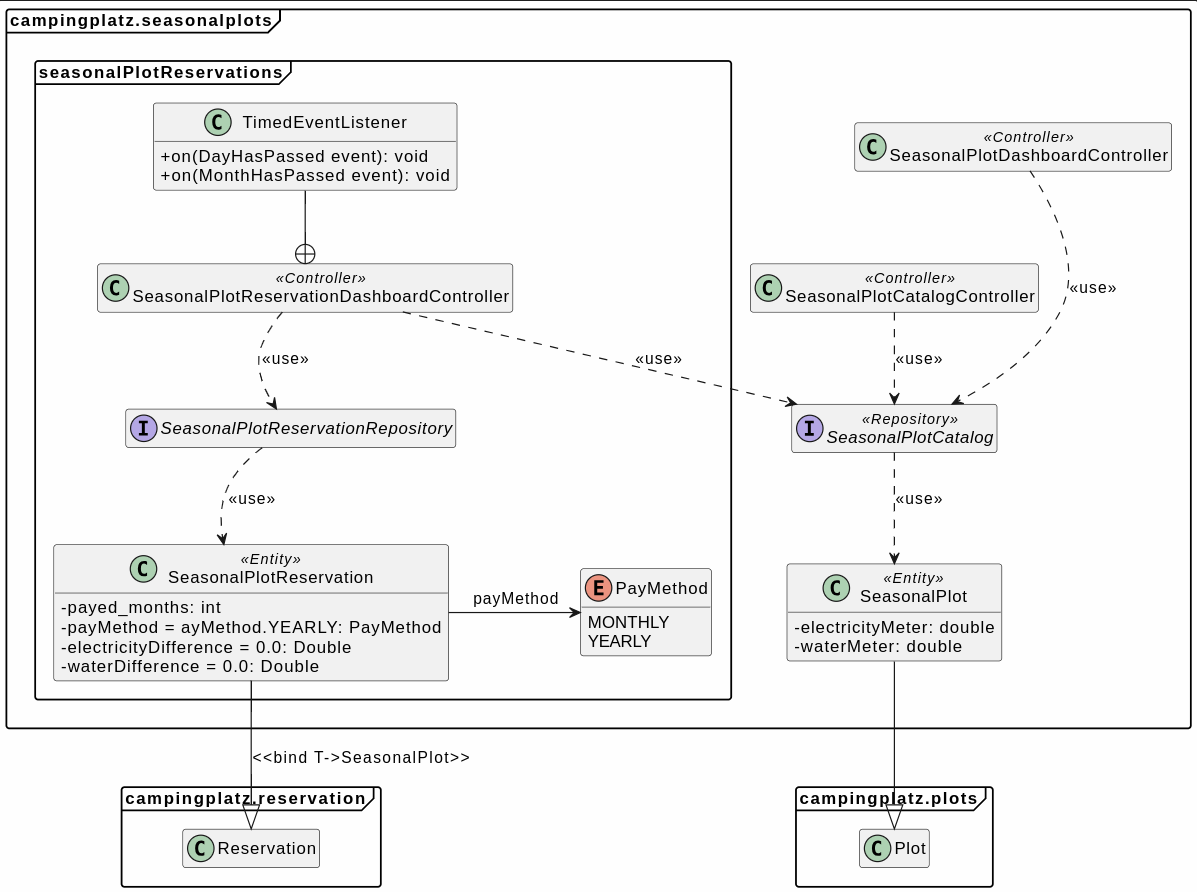 campingplatz.seasonalplots
seasonalPlotReservations
C TimedEventListener
+on(DayHasPassed event): void
+on(MonthHasPassed event): void
«Controller»
C SeasonalPlotDashboardController
«Controller»
C SeasonalPlotReservationDashboardController
«Controller»
C SeasonalPlotCatalogController
«use»
«use»
«use»
«use»
I SeasonalPlotReservationRepository
«Repository»
I SeasonalPlotCatalog
«use»
«use»
«Entity»
C SeasonalPlotReservation
-payed_months: int
-payMethod = ayMethod.YEARLY: PayMethod
-electricityDifference = 0.0: Double
-waterDifference = 0.0: Double
payMethod
E PayMethod
MONTHLY
YEARLY
«Entity»
C SeasonalPlot
-electricityMeter: double
-waterMeter: double
<<bind T->SeasonalPlot>>
campingplatz.reservation
C Reservation
campingplatz.plots
C Plot